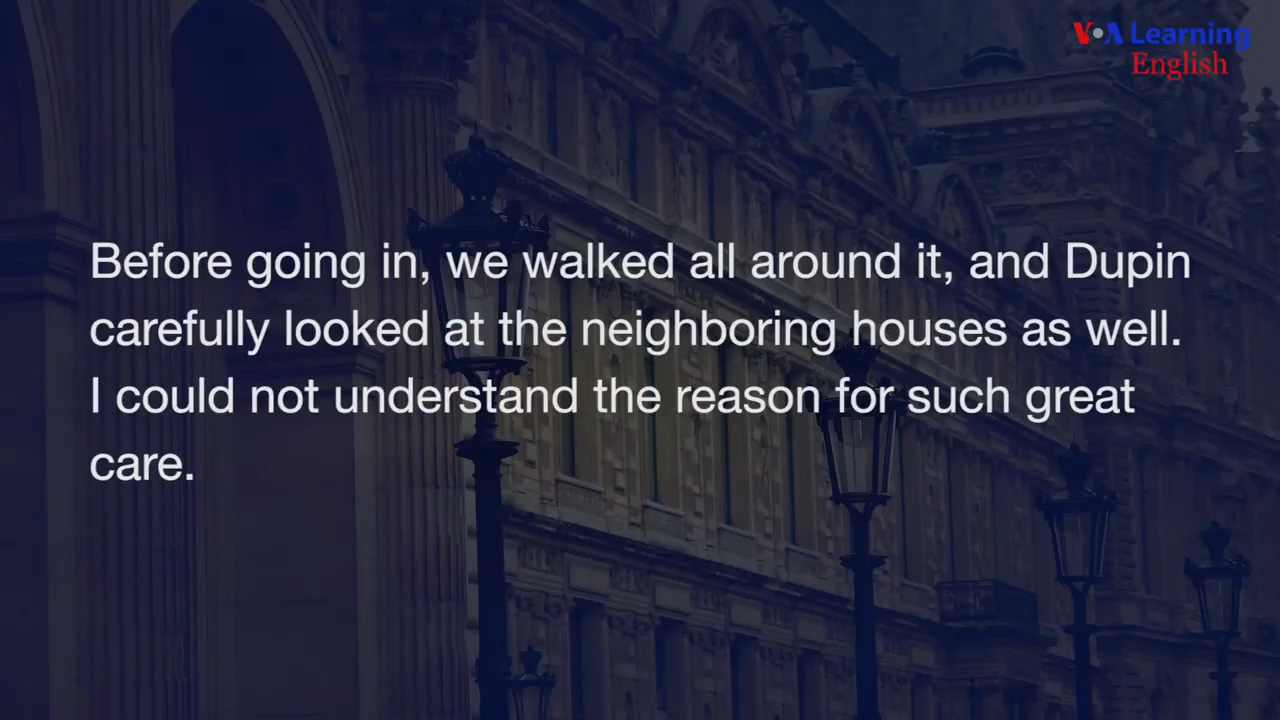 VOA Learning
English
Before going in, we walked all around it, and Dupin
carefully looked at the neighboring houses as well.
I could not understand the reason for such great
care.